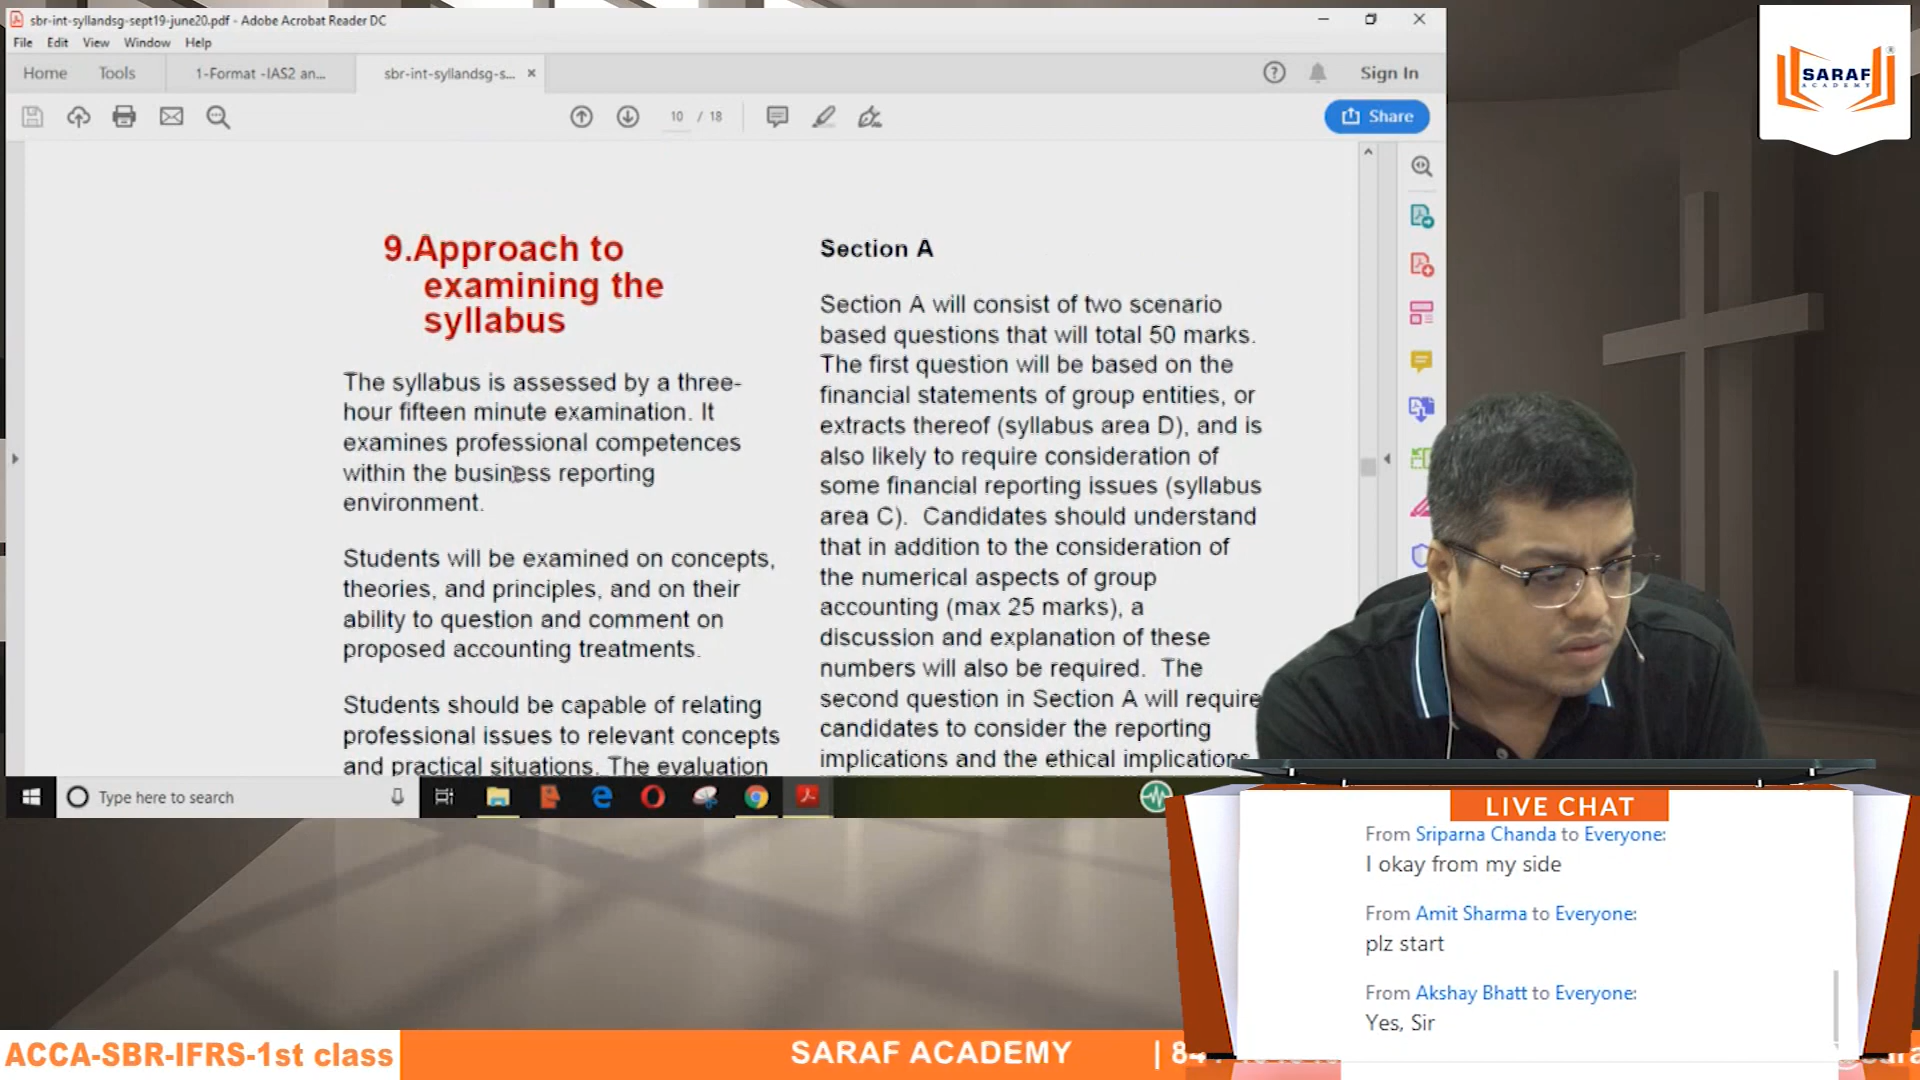 sbr-int-syllandsg-sept19-june20.pdf - Adobe Acrobat Reader DC
File Edit View Window Help
Home Tools 1-Format -IAS2 an... sbr-int-syllandsg-s... Sign In
10 / 18
Share
9.Approach to
examining the
syllabus
The syllabus is assessed by a three-
hour fifteen minute examination. It
examines professional competences
within the business reporting
environment.
Students will be examined on concepts,
theories, and principles, and on their
ability to question and comment on
proposed accounting treatments.
Students should be capable of relating
professional issues to relevant concepts
and practical situations. The evaluation
Section A
Section A will consist of two scenario
based questions that will total 50 marks.
The first question will be based on the
financial statements of group entities, or
extracts thereof (syllabus area D), and is
also likely to require consideration of
some financial reporting issues (syllabus
area C). Candidates should understand
that in addition to the consideration of
the numerical aspects of group
accounting (max 25 marks), a
discussion and explanation of these
numbers will also be required. The
second question in Section A will require
candidates to consider the reporting
implications and the ethical implications
Type here to search
SARAF
ACADEMY
LIVE CHAT
From Sriparna Chanda to Everyone:
I okay from my side
From Amit Sharma to Everyone:
plz start
From Akshay Bhatt to Everyone:
Yes, Sir
ACCA-SBR-IFRS-1st class
SARAF ACADEMY |